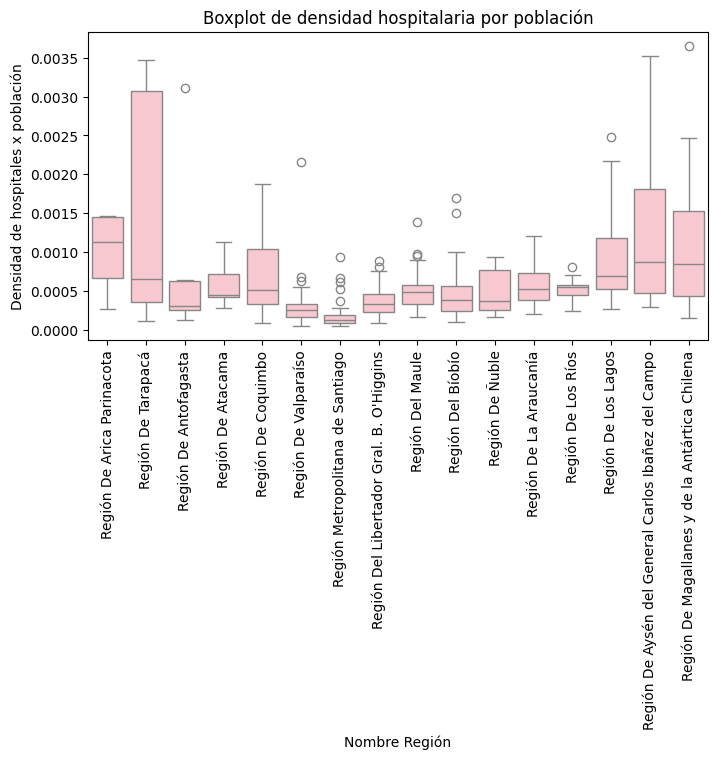 Boxplot de densidad hospitalaria por población
Densidad de hospitales x población
0.0035
0.0030
0.0025
0.0020
0.0015
0.0010
0.0005
0.0000
Región De Arica Parinacota
Región De Tarapacá
Región De Antofagasta
Región De Atacama
Región De Coquimbo
Región De Valparaíso
Región Metropolitana de Santiago
Región Del Libertador Gral. B. O'Higgins
Región Del Maule
Región Del Bíobío
Región De Ñuble
Región De La Araucanía
Región De Los Ríos
Región De Los Lagos
Región De Aysén del General Carlos Ibañez del Campo
Región De Magallanes y de la Antártica Chilena
Nombre Región